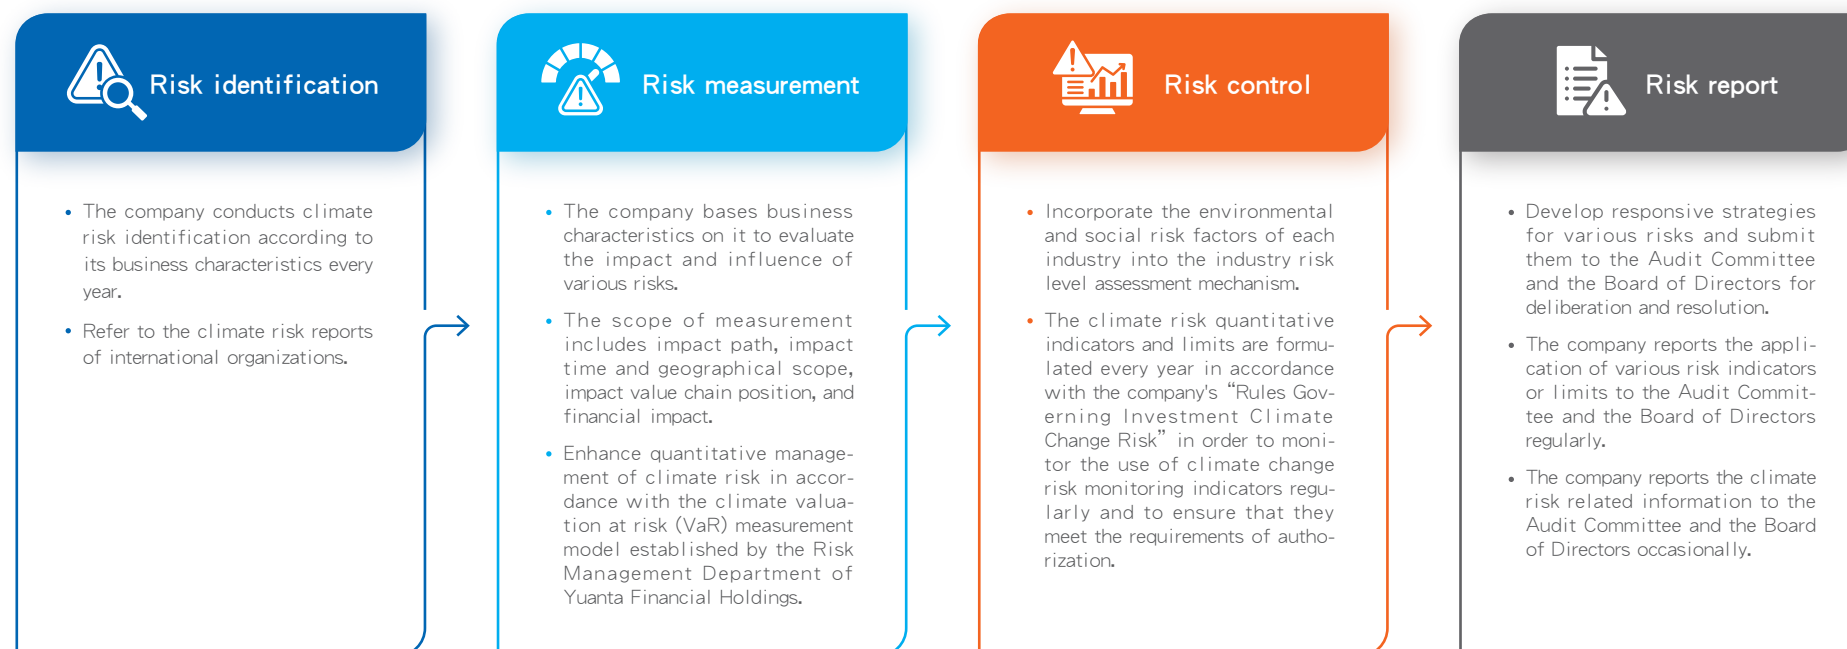 Risk identification
• The company conducts climate
risk identification according to
its business characteristics every
year.
• Refer to the climate risk reports
of international organizations.
Risk measurement
• The company bases business
characteristics on it to evaluate
the impact and influence of
various risks.
• The scope of measurement
includes impact path, impact
time and geographical scope,
impact value chain position, and
financial impact.
• Enhance quantitative manage-
ment of climate risk in accor-
dance with the climate valua-
tion at risk (VaR) measurement
model established by the Risk
Management Department of
Yuanta Financial Holdings.
Risk control
• Incorporate the environmental
and social risk factors of each
industry into the industry risk
level assessment mechanism.
• The climate risk quantitative
indicators and limits are formu-
lated every year in accordance
with the company's “Rules Gov-
erning Investment Climate
Change Risk” in order to moni-
tor the use of climate change
risk monitoring indicators regu-
larly and to ensure that they
meet the requirements of autho-
rization.
Risk report
• Develop responsive strategies
for various risks and submit
them to the Audit Committee
and the Board of Directors for
deliberation and resolution.
• The company reports the appli-
cation of various risk indicators
or limits to the Audit Commit-
tee and the Board of Directors
regularly.
• The company reports the climate
risk related information to the
Audit Committee and the Board
of Directors occasionally.